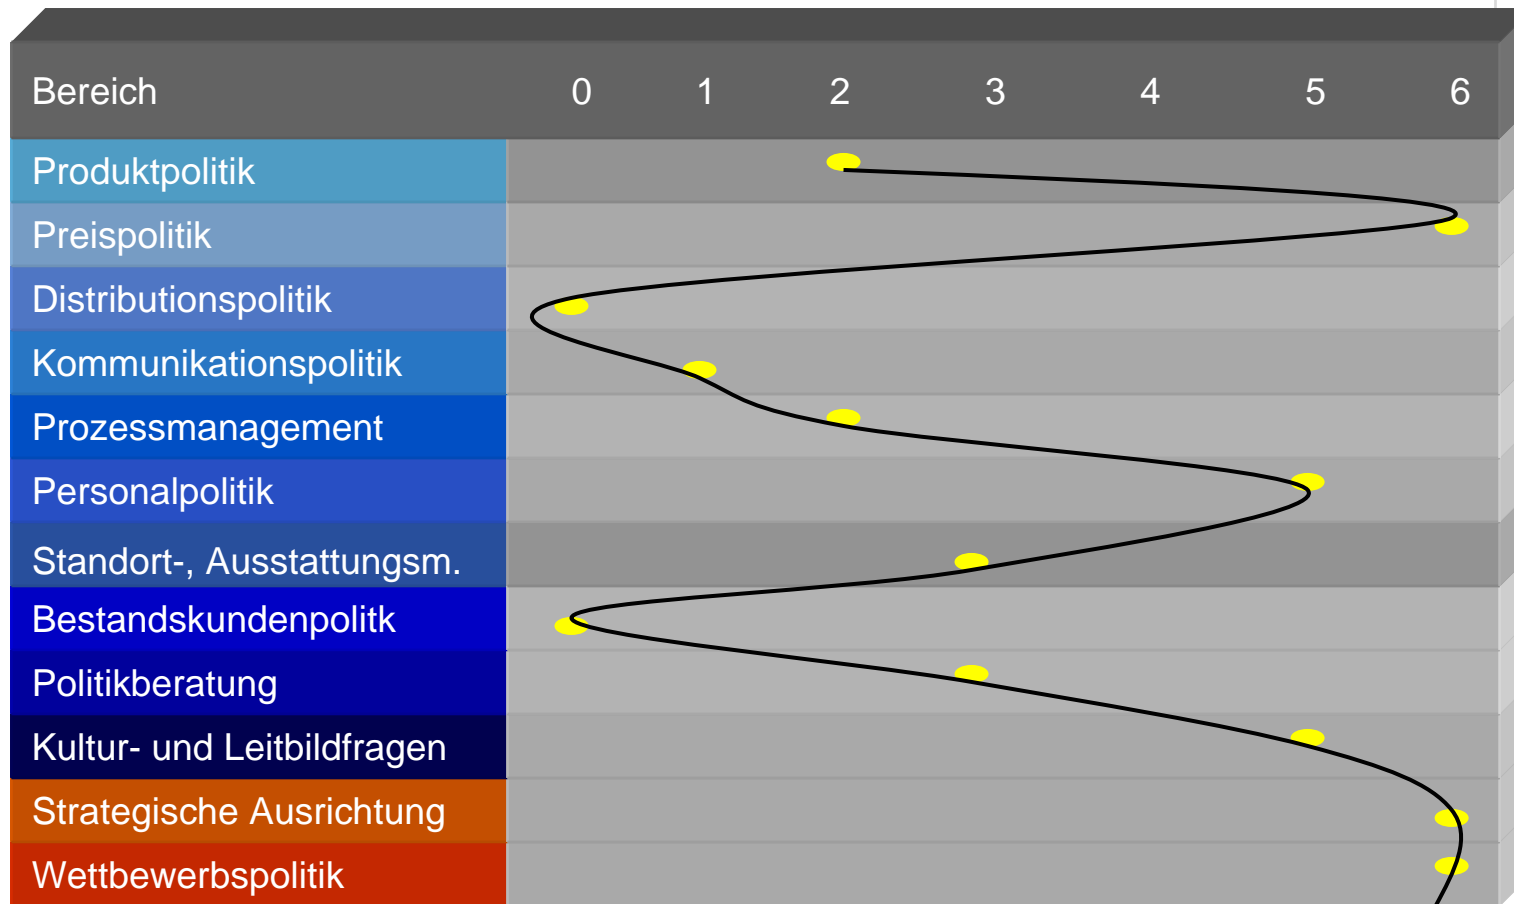 Bereich 0 1 2 3 4 5 6
Produktpolitik
Preispolitik
Distributionspolitik
Kommunikationspolitik
Prozessmanagement
Personalpolitik
Standort-, Ausstattungsm.
Bestandskundenpolitk
Politikberatung
Kultur- und Leitbildfragen
Strategische Ausrichtung
Wettbewerbspolitik